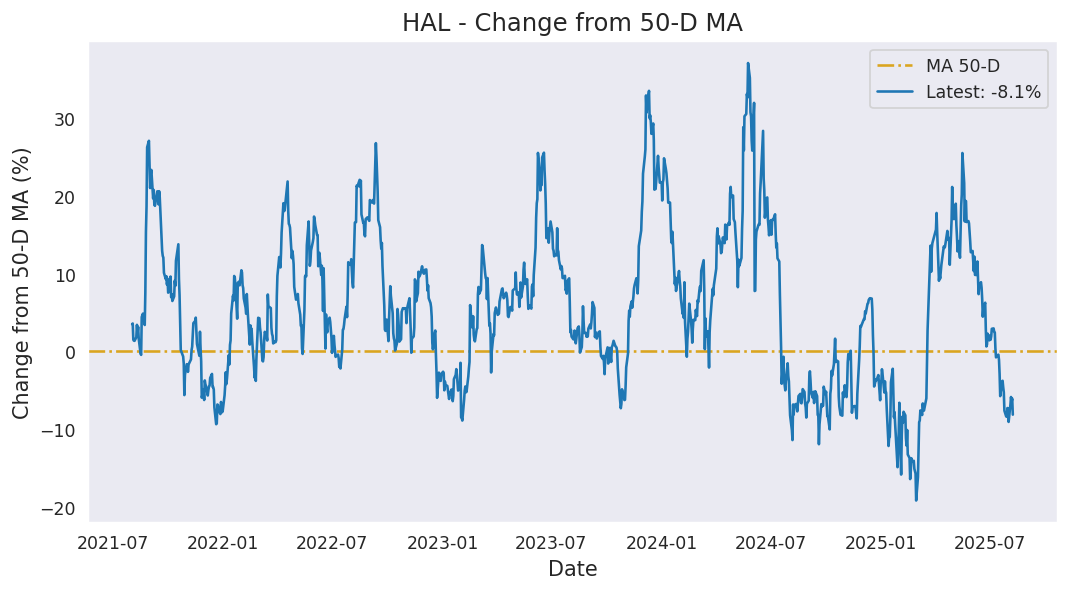 HAL - Change from 50-D MA
MA 50-D
Latest: -8.1%
Change from 50-D MA (%)
30
20
10
0
−10
−20
2021-07 2022-01 2022-07 2023-01 2023-07 2024-01 2024-07 2025-01 2025-07
Date